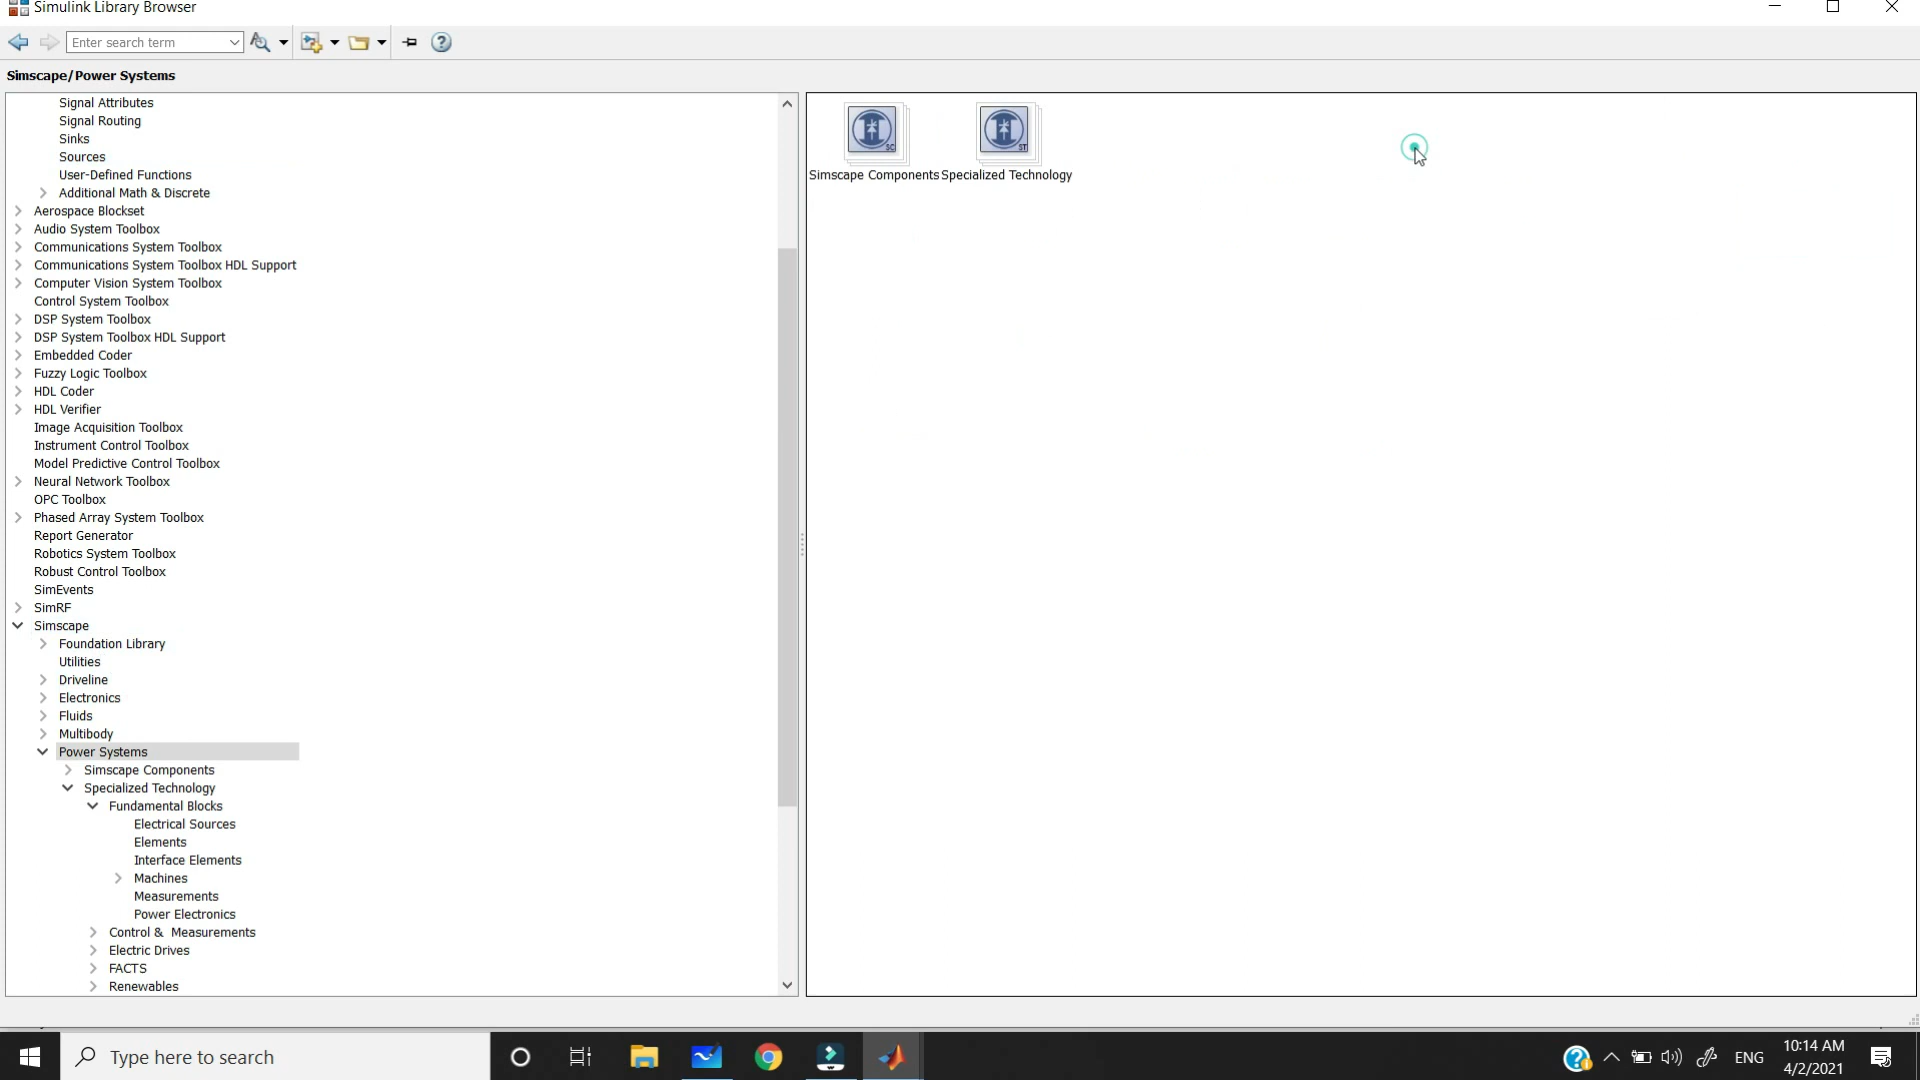 Simulink Library Browser
Enter search term
Simscape/Power Systems
Signal Attributes
Signal Routing
Sinks
Sources
User-Defined Functions
Additional Math & Discrete
Aerospace Blockset
Audio System Toolbox
Communications System Toolbox
Communications System Toolbox HDL Support
Computer Vision System Toolbox
Control System Toolbox
DSP System Toolbox
DSP System Toolbox HDL Support
Embedded Coder
Fuzzy Logic Toolbox
HDL Coder
HDL Verifier
Image Acquisition Toolbox
Instrument Control Toolbox
Model Predictive Control Toolbox
Neural Network Toolbox
OPC Toolbox
Phased Array System Toolbox
Report Generator
Robotics System Toolbox
Robust Control Toolbox
SimEvents
SimRF
Simscape
Foundation Library
Utilities
Driveline
Electronics
Fluids
Multibody
Power Systems
Simscape Components
Specialized Technology
Fundamental Blocks
Electrical Sources
Elements
Interface Elements
Machines
Measurements
Power Electronics
Control & Measurements
Electric Drives
FACTS
Renewables
SC
ST
Simscape Components Specialized Technology
Type here to search
ENG
10:14 AM
4/2/2021